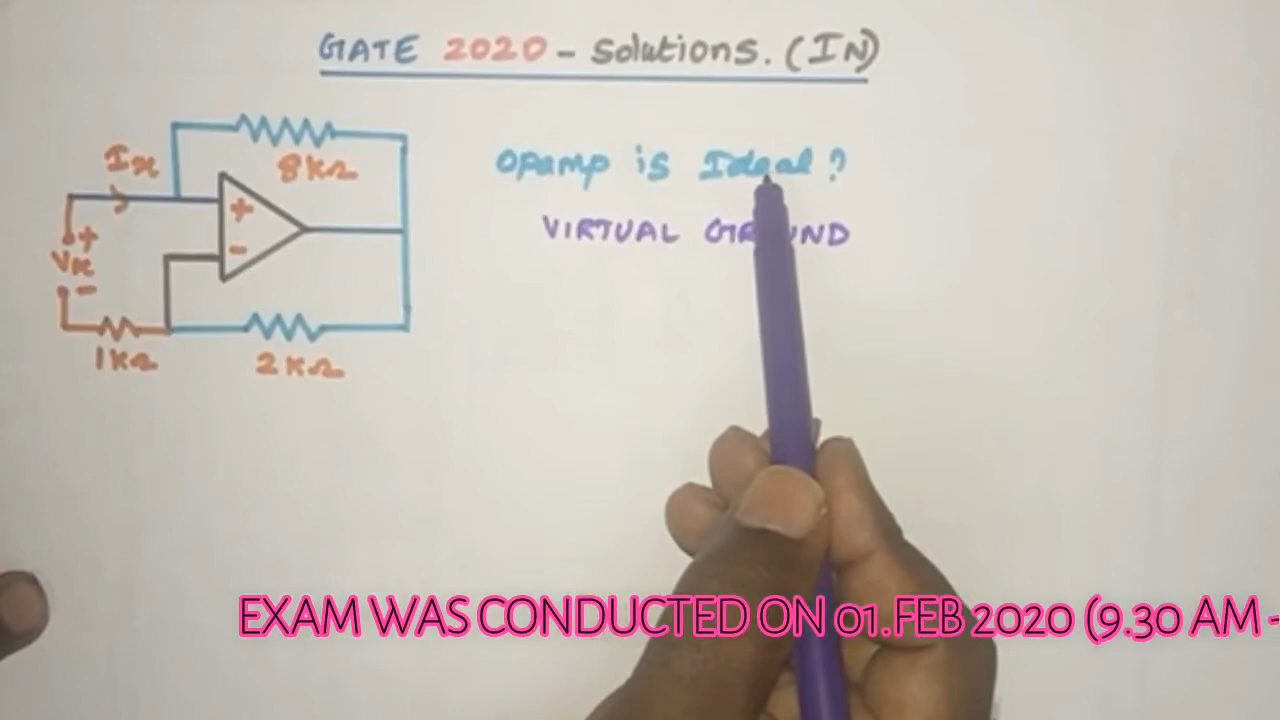 GATE 2020 - Solutions. (IN)
Ix
8KΩ
+
-
+
Vx
-
1KΩ
2KΩ
Opamp is Ideal ?
VIRTUAL GROUND
EXAM WAS CONDUCTED ON 01.FEB 2020 (9.30 AM -